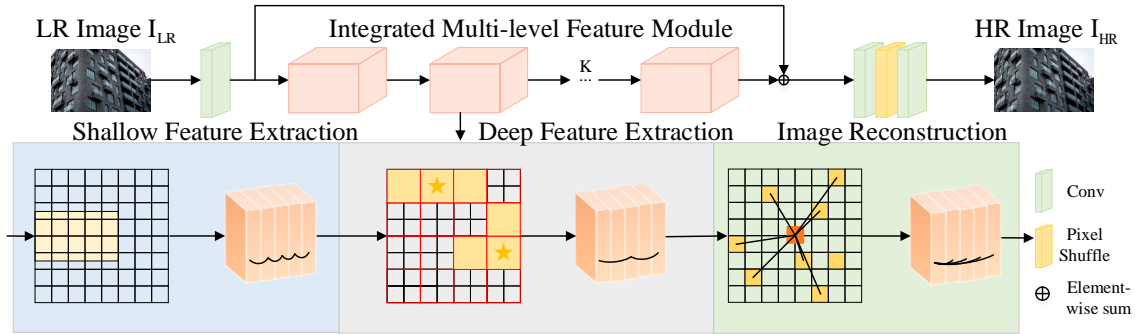 LR Image I_LR
Integrated Multi-level Feature Module
HR Image I_HR
K
...
Shallow Feature Extraction
Deep Feature Extraction
Image Reconstruction
Conv
Pixel
Shuffle
Element-
wise sum